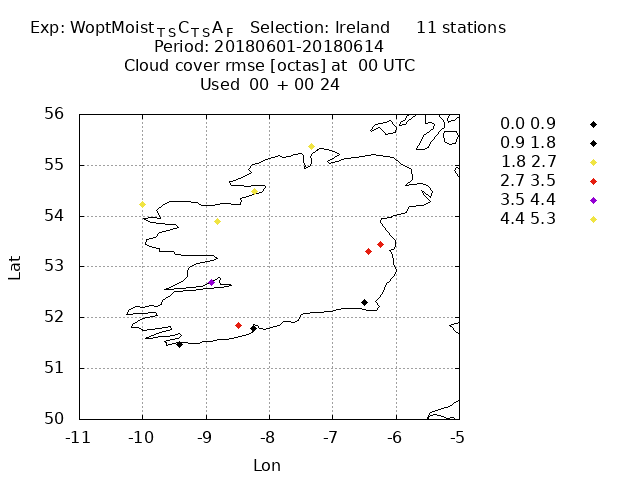 Exp: WoptMoist_TS C_TS A_F Selection: Ireland 11 stations
Period: 20180601-20180614
Cloud cover rmse [octas] at 00 UTC
Used 00 + 00 24
56
55
54
53
52
51
50
Lat
-11 -10 -9 -8 -7 -6 -5
Lon
0.0 0.9
0.9 1.8
1.8 2.7
2.7 3.5
3.5 4.4
4.4 5.3